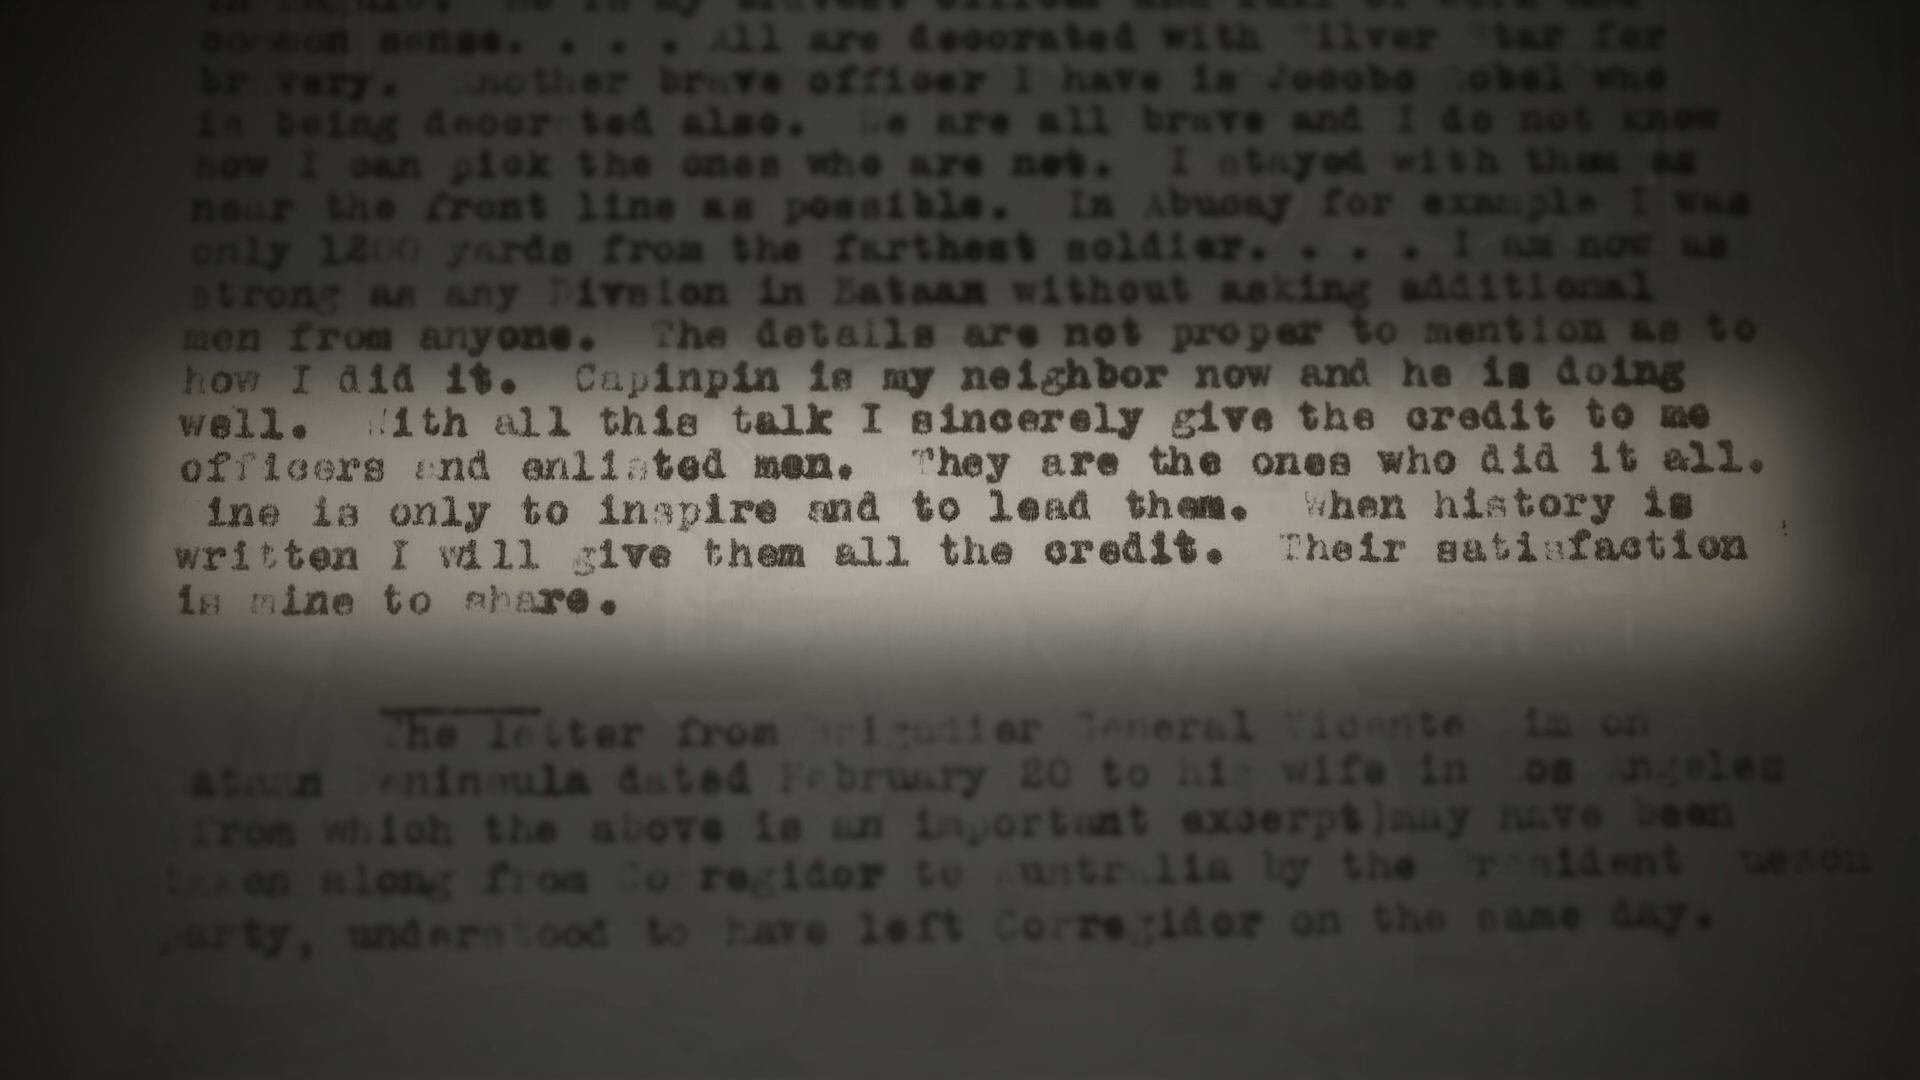 common sense. . . . All are decorated with Silver Star for
bravery. Another brave officer I have is Jocobo Zobel who
is being decorated also. We are all brave and I do not know
how I can pick the ones who are not. I stayed with them as
near the front line as possible. In Abucay for example I was
only 1200 yards from the farthest soldier. . . . I am now as
strong as any Divsion in Bataan without asking additional
men from anyone. The details are not proper to mention as to
how I did it. Capinpin is my neighbor now and he is doing
well. With all this talk I sincerely give the credit to me
officers and enlisted men. They are the ones who did it all.
Mine is only to inspire and to lead them. When history is
written I will give them all the credit. Their satisfaction
is mine to share.
The letter from Brigadier General Vicente Lim on
Bataan Peninsula dated February 20 to his wife in Los Angeles
(from which the above is an important excerpt)may have been
taken along from Corregidor to Australia by the President Quezon
party, understood to have left Corregidor on the same day.